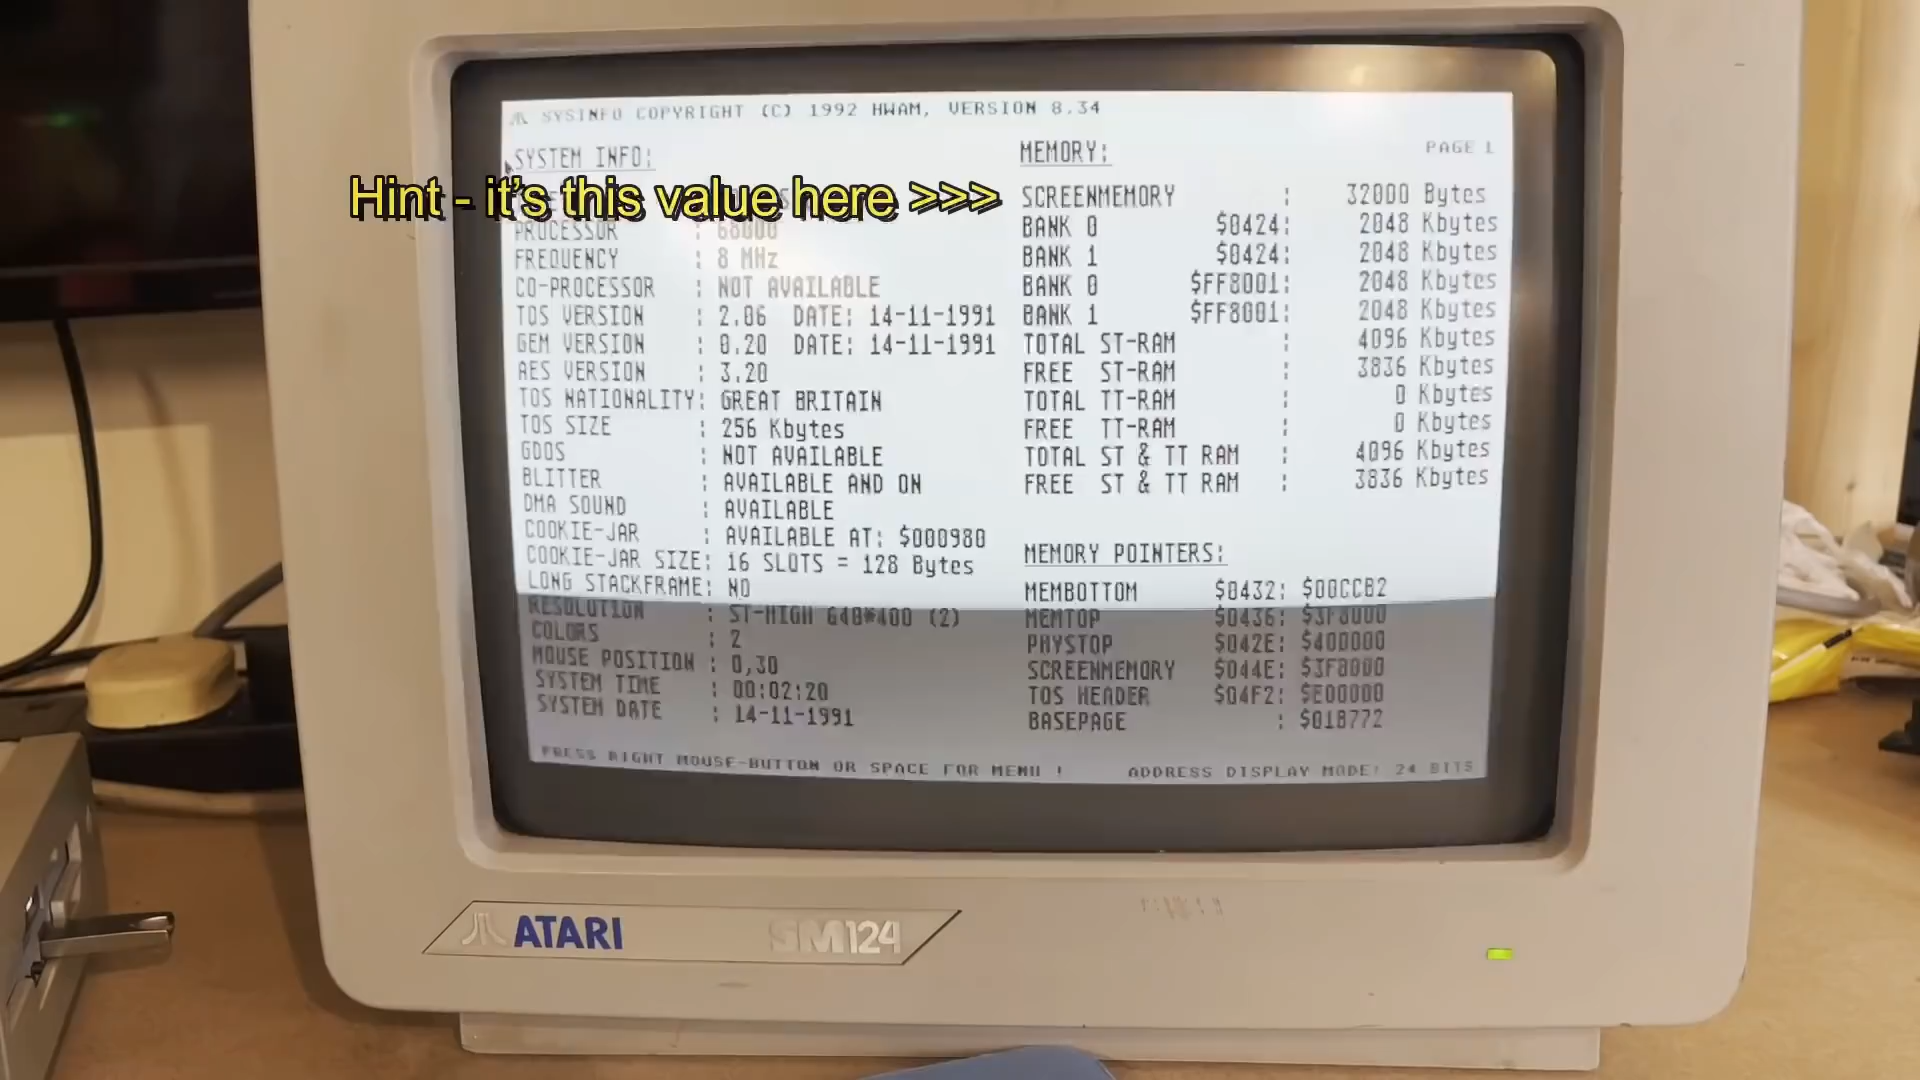 SYSINFO COPYRIGHT (C) 1992 HWAM, VERSION 8.34
SYSTEM INFO:
Hint - it's this value here >>>
PROCESSOR : 68000
FREQUENCY : 8 MHz
CO-PROCESSOR : NOT AVAILABLE
TOS VERSION : 2.06 DATE: 14-11-1991
GEM VERSION : 0.20 DATE: 14-11-1991
AES VERSION : 3.20
TOS NATIONALITY: GREAT BRITAIN
TOS SIZE : 256 Kbytes
GDOS : NOT AVAILABLE
BLITTER : AVAILABLE AND ON
DMA SOUND : AVAILABLE
COOKIE-JAR : AVAILABLE AT: $000980
COOKIE-JAR SIZE: 16 SLOTS = 128 Bytes
LONG STACKFRAME: NO
RESOLUTION : ST-HIGH 640*400 (2)
COLORS : 2
MOUSE POSITION : 0,30
SYSTEM TIME : 00:02:20
SYSTEM DATE : 14-11-1991
MEMORY: PAGE 1
SCREENMEMORY : 32000 Bytes
BANK 0 $0424: 2048 Kbytes
BANK 1 $0424: 2048 Kbytes
BANK 0 $FF8001: 2048 Kbytes
BANK 1 $FF8001: 2048 Kbytes
TOTAL ST-RAM : 4096 Kbytes
FREE ST-RAM : 3836 Kbytes
TOTAL TT-RAM : 0 Kbytes
FREE TT-RAM : 0 Kbytes
TOTAL ST & TT RAM : 4096 Kbytes
FREE ST & TT RAM : 3836 Kbytes
MEMORY POINTERS:
MEMBOTTOM $0432: $00CCB2
MEMTOP $0436: $3F8000
PHYSTOP $042E: $400000
SCREENMEMORY $044E: $3F8000
TOS HEADER $04F2: $E00000
BASEPAGE : $018772
PRESS RIGHT MOUSE-BUTTON OR SPACE FOR MENU !
ADDRESS DISPLAY MODE: 24 BITS
ATARI SM124